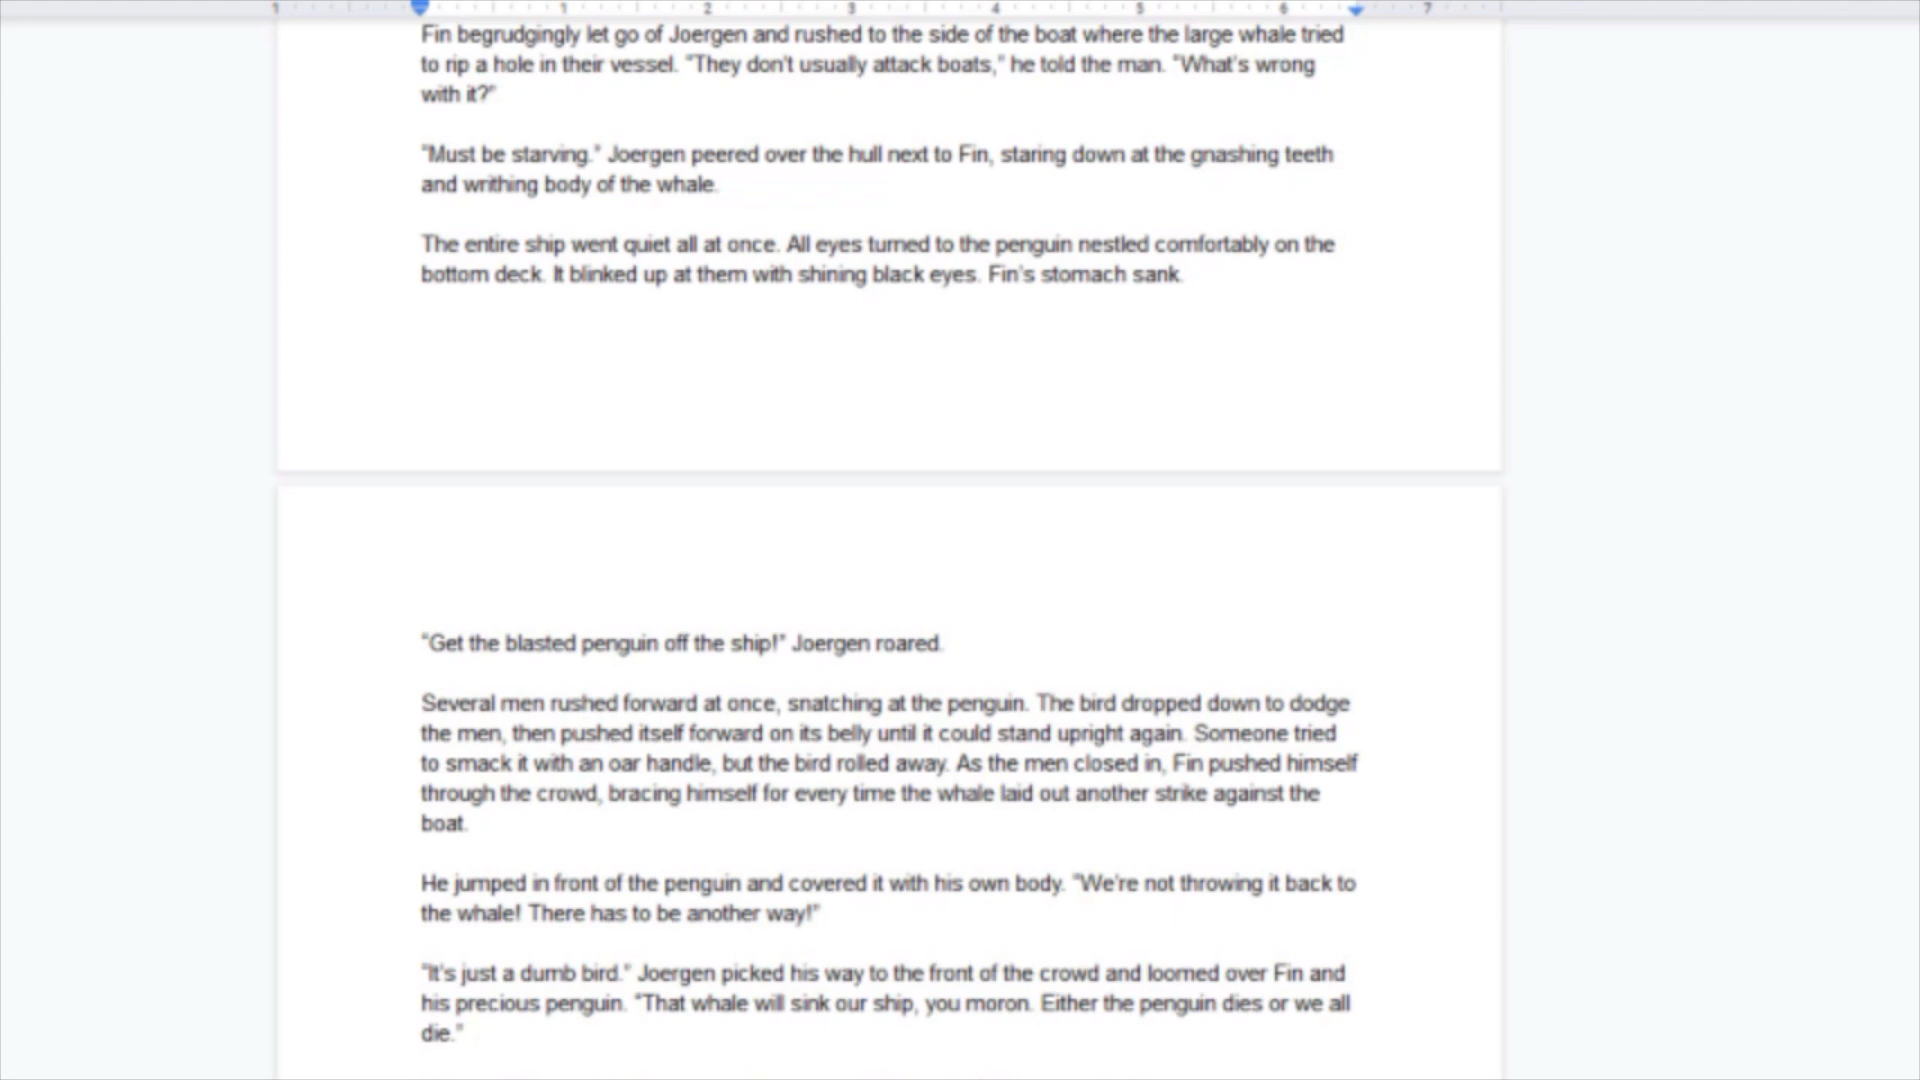 1 1 2 3 4 5 6 7
Fin begrudgingly let go of Joergen and rushed to the side of the boat where the large whale tried
to rip a hole in their vessel. "They don't usually attack boats," he told the man. "What's wrong
with it?"
"Must be starving." Joergen peered over the hull next to Fin, staring down at the gnashing teeth
and writhing body of the whale.
The entire ship went quiet all at once. All eyes turned to the penguin nestled comfortably on the
bottom deck. It blinked up at them with shining black eyes. Fin's stomach sank.
"Get the blasted penguin off the ship!" Joergen roared.
Several men rushed forward at once, snatching at the penguin. The bird dropped down to dodge
the men, then pushed itself forward on its belly until it could stand upright again. Someone tried
to smack it with an oar handle, but the bird rolled away. As the men closed in, Fin pushed himself
through the crowd, bracing himself for every time the whale laid out another strike against the
boat.
He jumped in front of the penguin and covered it with his own body. "We're not throwing it back to
the whale! There has to be another way!"
"It's just a dumb bird." Joergen picked his way to the front of the crowd and loomed over Fin and
his precious penguin. "That whale will sink our ship, you moron. Either the penguin dies or we all
die."